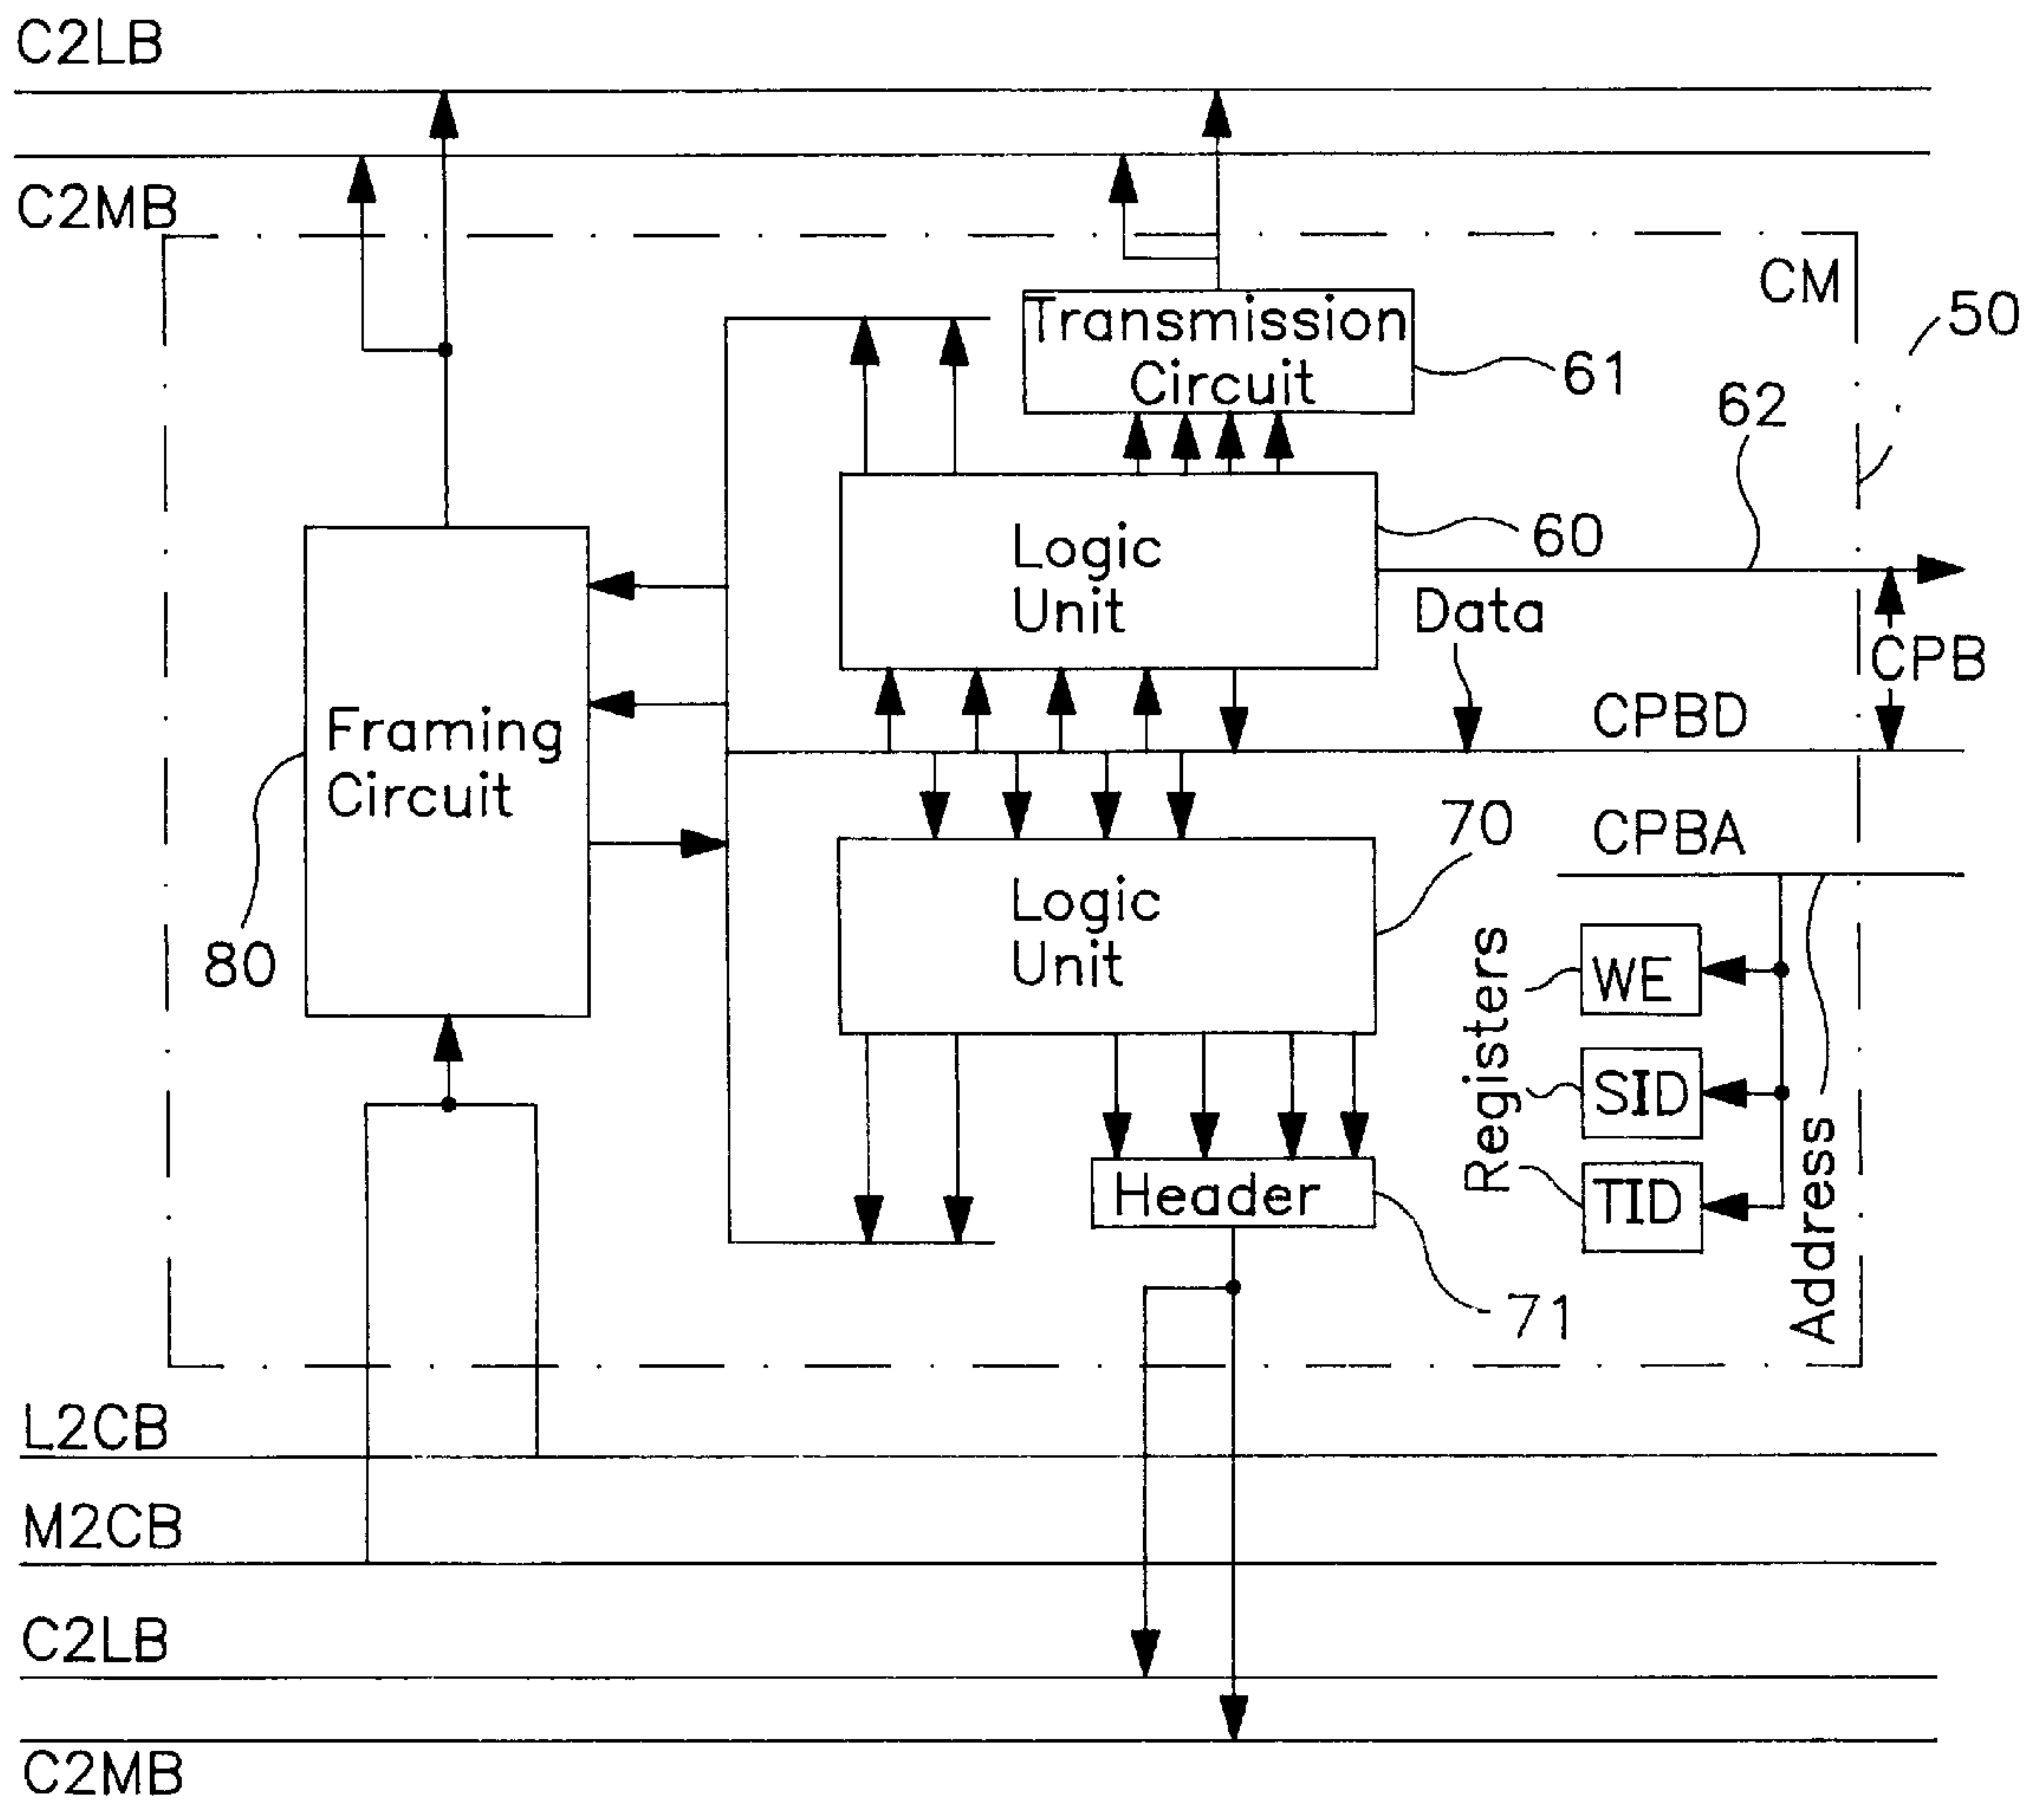 C2LB
C2MB
CM
50
Transmission
Circuit
61
62
Logic
Unit
60
Data
CPB
CPBD
Framing
Circuit
80
CPBA
70
Logic
Unit
Registers
WE
SID
TID
Address
Header
71
L2CB
M2CB
C2LB
C2MB